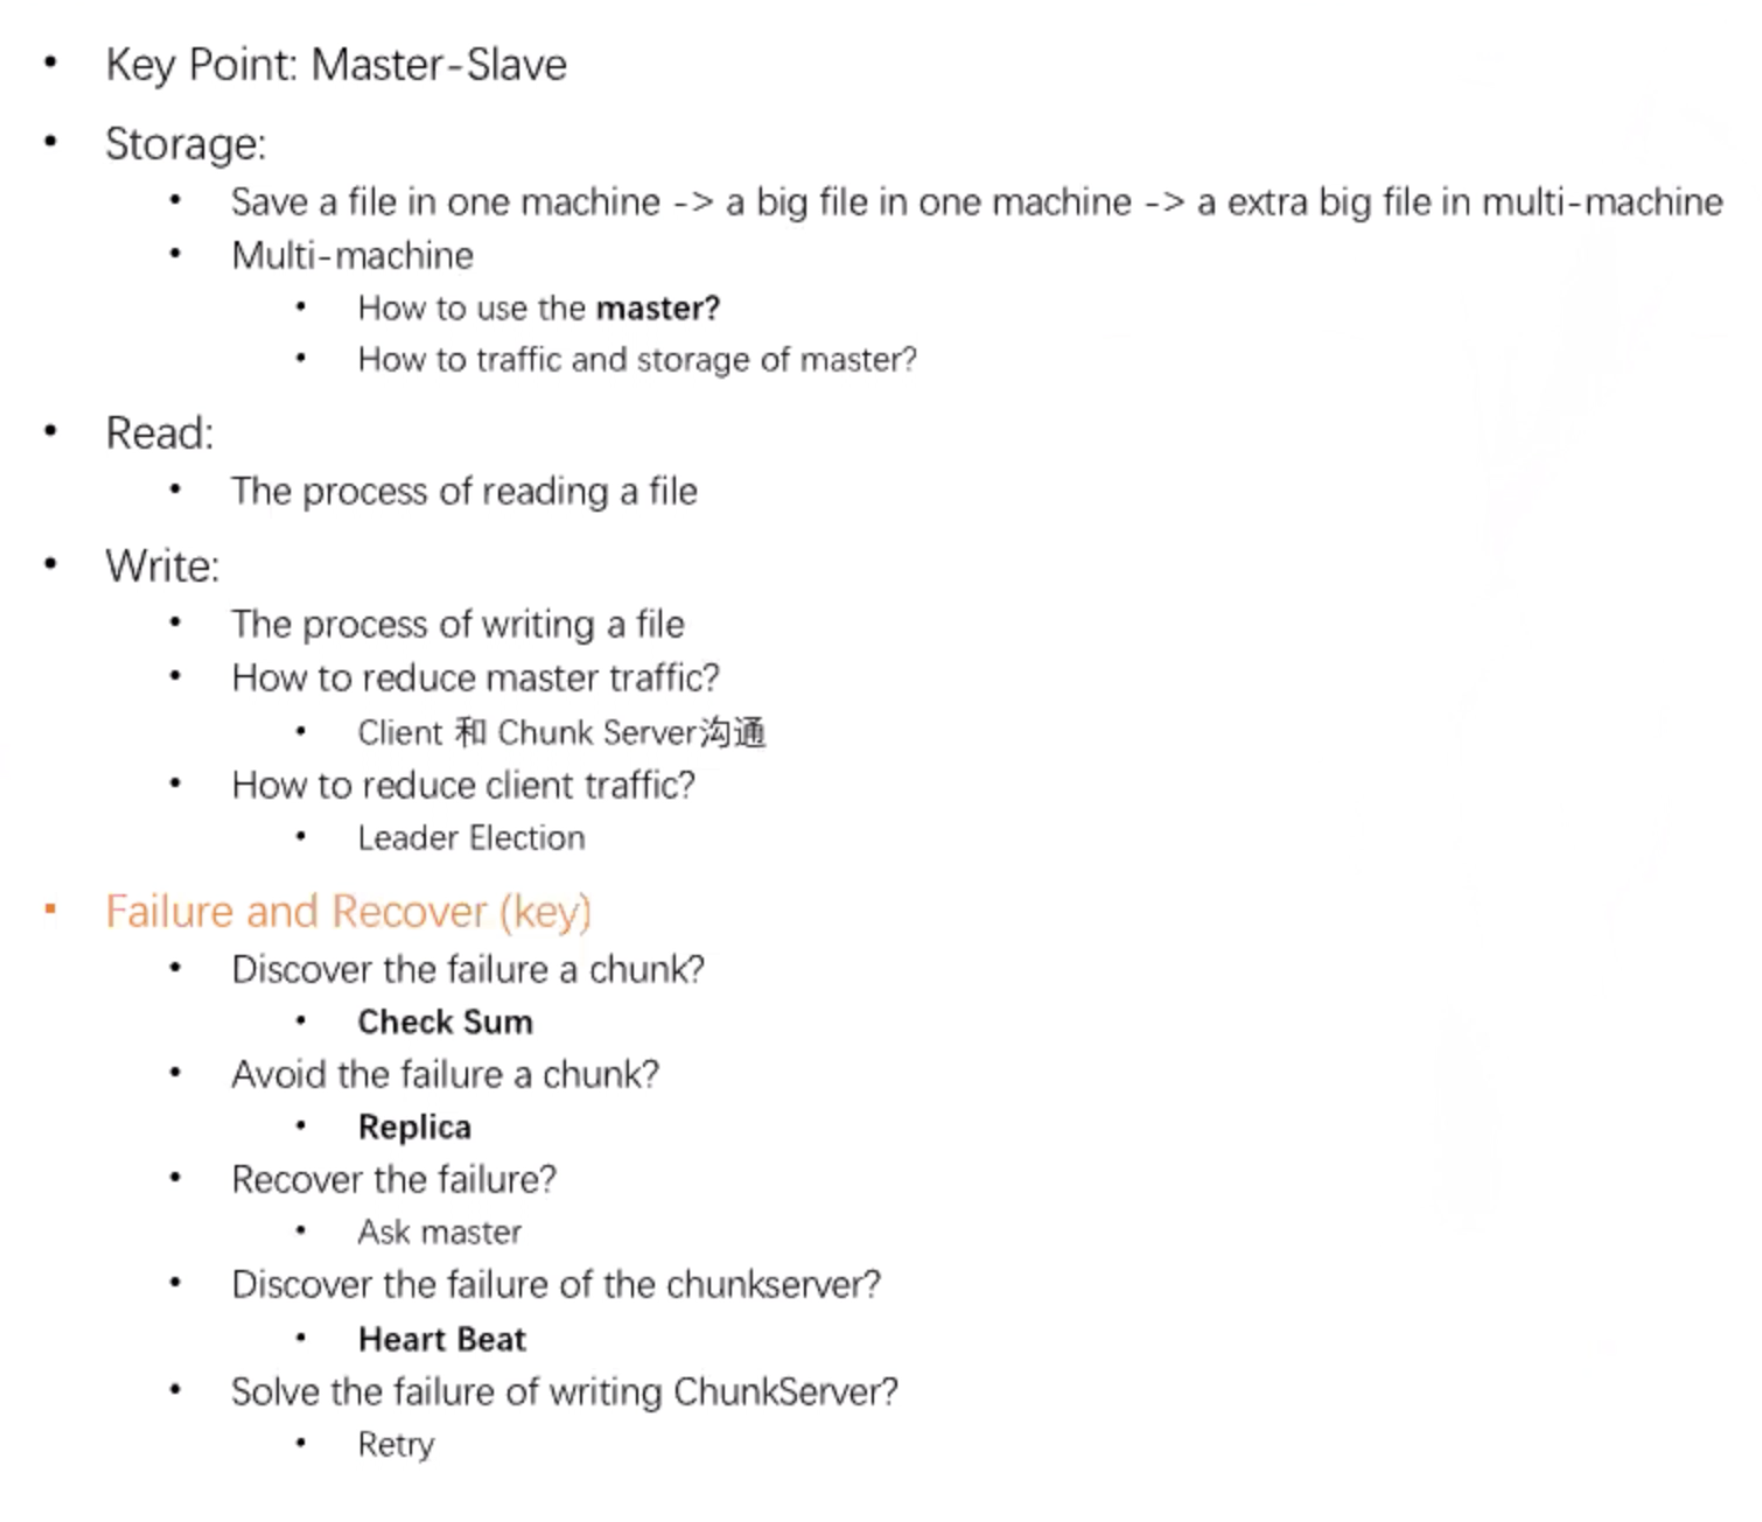 • Key Point: Master-Slave
• Storage:
• Save a file in one machine -> a big file in one machine -> a extra big file in multi-machine
• Multi-machine
• How to use the master?
• How to traffic and storage of master?
• Read:
• The process of reading a file
• Write:
• The process of writing a file
• How to reduce master traffic?
• Client 和 Chunk Server沟通
• How to reduce client traffic?
• Leader Election
▪ Failure and Recover (key)
• Discover the failure a chunk?
• Check Sum
• Avoid the failure a chunk?
• Replica
• Recover the failure?
• Ask master
• Discover the failure of the chunkserver?
• Heart Beat
• Solve the failure of writing ChunkServer?
• Retry